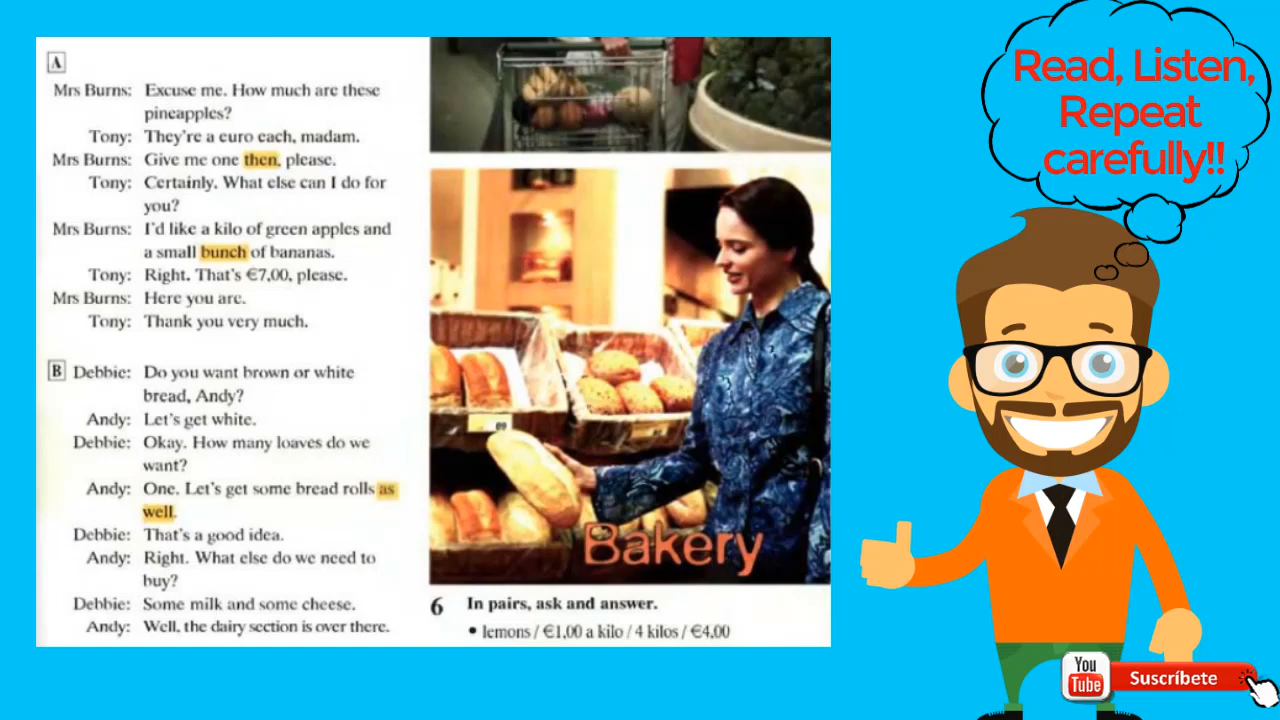 A
Mrs Burns: Excuse me. How much are these
pineapples?
Tony: They're a euro each, madam.
Mrs Burns: Give me one then, please.
Tony: Certainly. What else can I do for
you?
Mrs Burns: I'd like a kilo of green apples and
a small bunch of bananas.
Tony: Right. That's €7,00, please.
Mrs Burns: Here you are.
Tony: Thank you very much.
B Debbie: Do you want brown or white
bread, Andy?
Andy: Let's get white.
Debbie: Okay. How many loaves do we
want?
Andy: One. Let's get some bread rolls as
well.
Debbie: That's a good idea.
Andy: Right. What else do we need to
buy?
Debbie: Some milk and some cheese.
Andy: Well, the dairy section is over there.
Bakery
6 In pairs, ask and answer.
• lemons / €1,00 a kilo / 4 kilos / €4,00
Read, Listen,
Repeat
carefully!!
You
Tube
Suscríbete